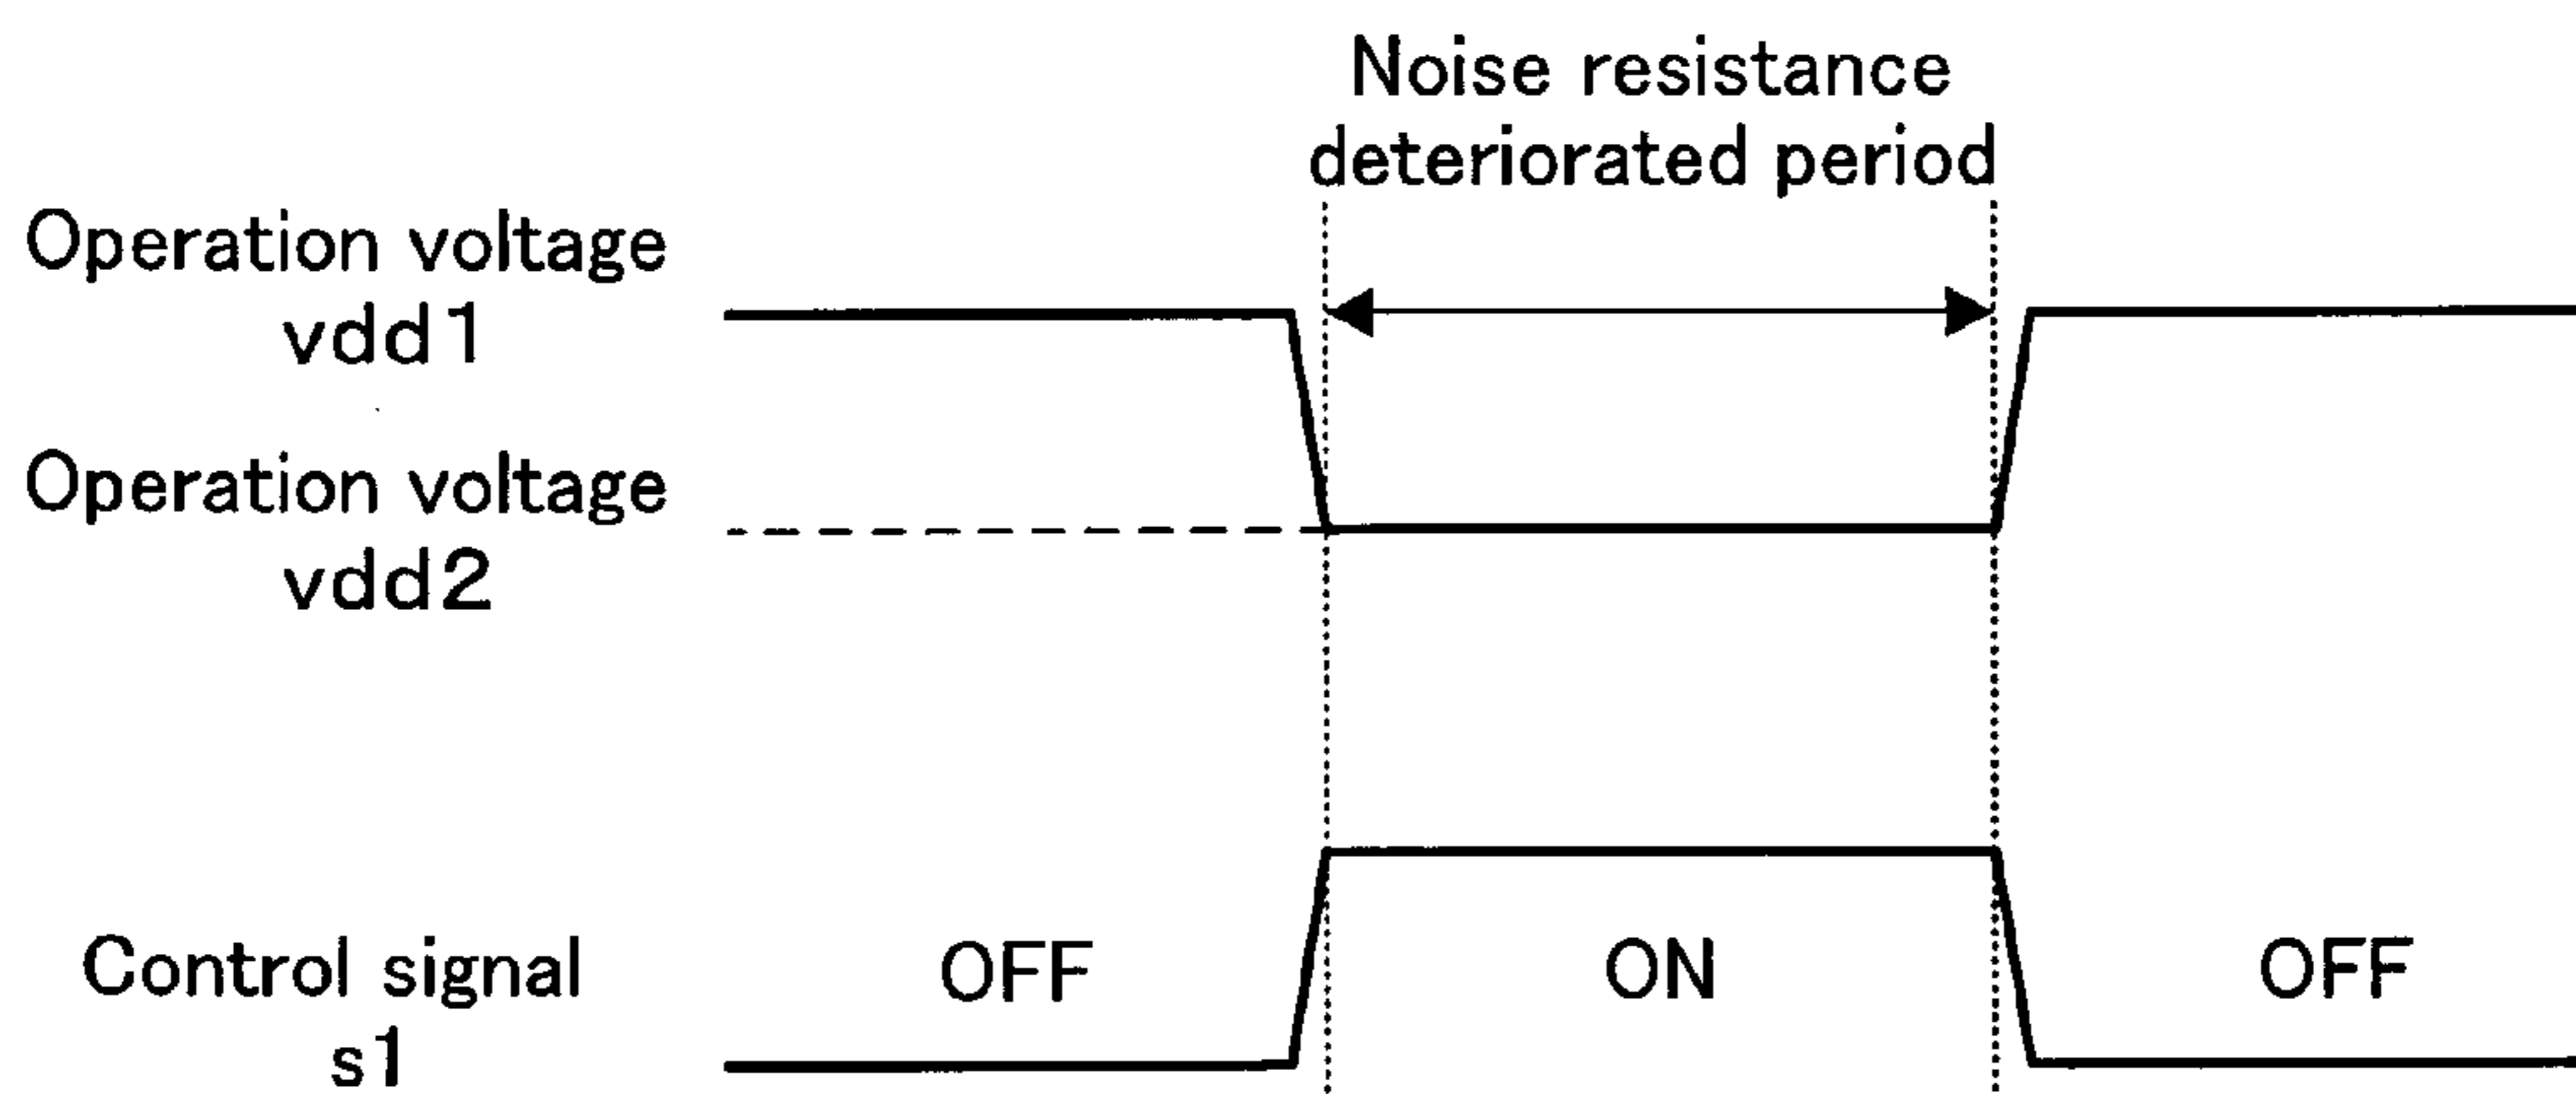 Noise resistance
deteriorated period
Operation voltage
vdd1
Operation voltage
vdd2
Control signal
s1
OFF
ON
OFF